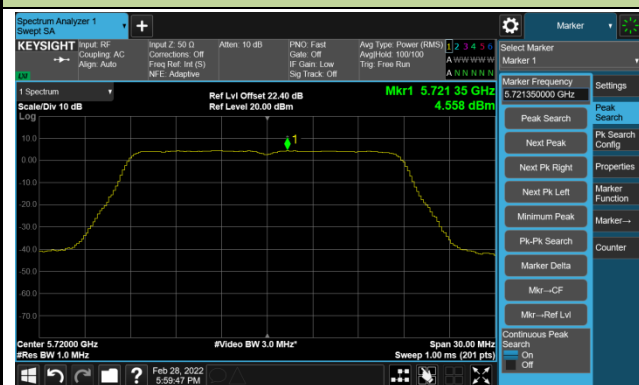 Spectrum Analyzer 1
Swept SA
Marker
KEYSIGHT
Input: RF
Coupling: AC
Align: Auto
Input Z: 50 Ω
Corrections: Off
Freq Ref: Int (S)
NFE: Adaptive
Atten: 10 dB
PNO: Fast
Gate: Off
IF Gain: Low
Sig Track: Off
Avg Type: Power (RMS)
Avg|Hold: 100/100
Trig: Free Run
1 2 3 4 5 6
A W W W W W
A N N N N N
Select Marker
Marker 1
1 Spectrum
Scale/Div 10 dB
Log
Ref Lvl Offset 22.40 dB
Ref Level 20.00 dBm
Mkr1 5.721 35 GHz
4.558 dBm
10.0
0.00
-10.0
-20.0
-30.0
-40.0
-50.0
-60.0
-70.0
1
Center 5.72000 GHz
#Res BW 1.0 MHz
#Video BW 3.0 MHz*
Span 30.00 MHz
Sweep 1.00 ms (201 pts)
Marker Frequency
5.721350000 GHz
Peak Search
Next Peak
Next Pk Right
Next Pk Left
Minimum Peak
Pk-Pk Search
Marker Delta
Mkr→CF
Mkr→Ref Lvl
Continuous Peak
Search
On
Off
Settings
Peak
Search
Pk Search
Config
Properties
Marker
Function
Marker→
Counter
Feb 28, 2022
5:59:47 PM